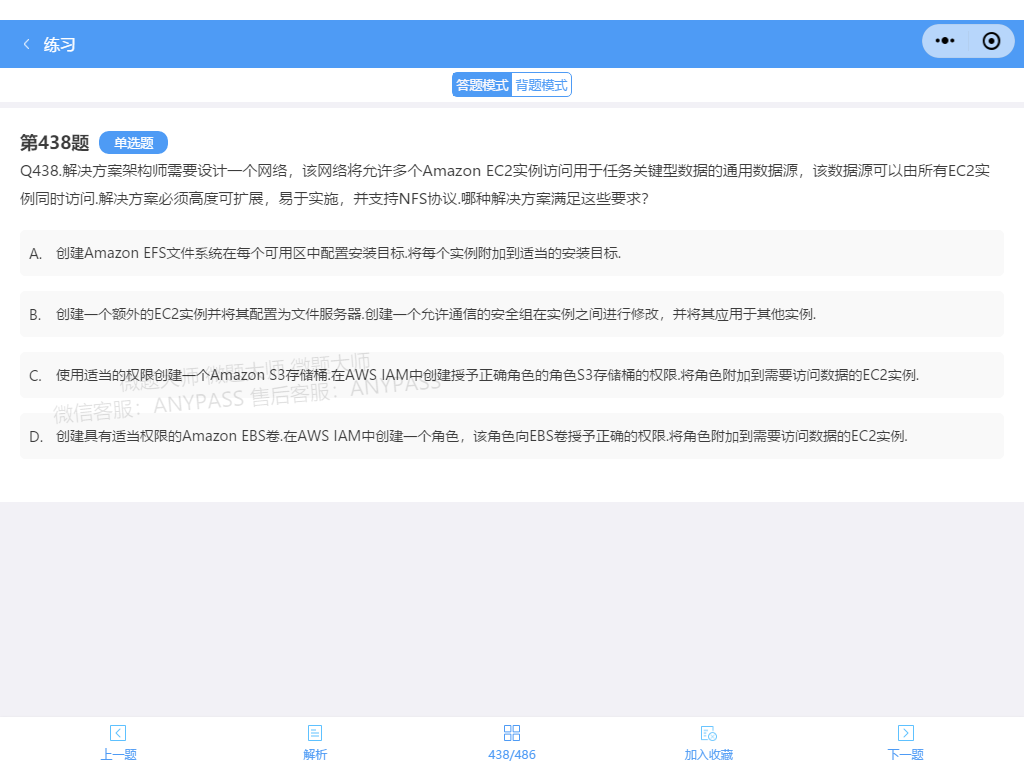 练习
答题模式 背题模式
第438题 单选题
Q438.解决方案架构师需要设计一个网络，该网络将允许多个Amazon EC2实例访问用于任务关键型数据的通用数据源，该数据源可以由所有EC2实
例同时访问.解决方案必须高度可扩展，易于实施，并支持NFS协议.哪种解决方案满足这些要求?
A. 创建Amazon EFS文件系统在每个可用区中配置安装目标.将每个实例附加到适当的安装目标.
B. 创建一个额外的EC2实例并将其配置为文件服务器.创建一个允许通信的安全组在实例之间进行修改，并将其应用于其他实例.
微题大师 微题大师 微题大师
C. 使用适当的权限创建一个Amazon S3存储桶.在AWS IAM中创建授予正确角色的角色S3存储桶的权限.将角色附加到需要访问数据的EC2实例.
微信客服：ANYPASS 售后客服：ANYPASS
D. 创建具有适当权限的Amazon EBS卷.在AWS IAM中创建一个角色，该角色向EBS卷授予正确的权限.将角色附加到需要访问数据的EC2实例.
上一题 解析 438/486 加入收藏 下一题